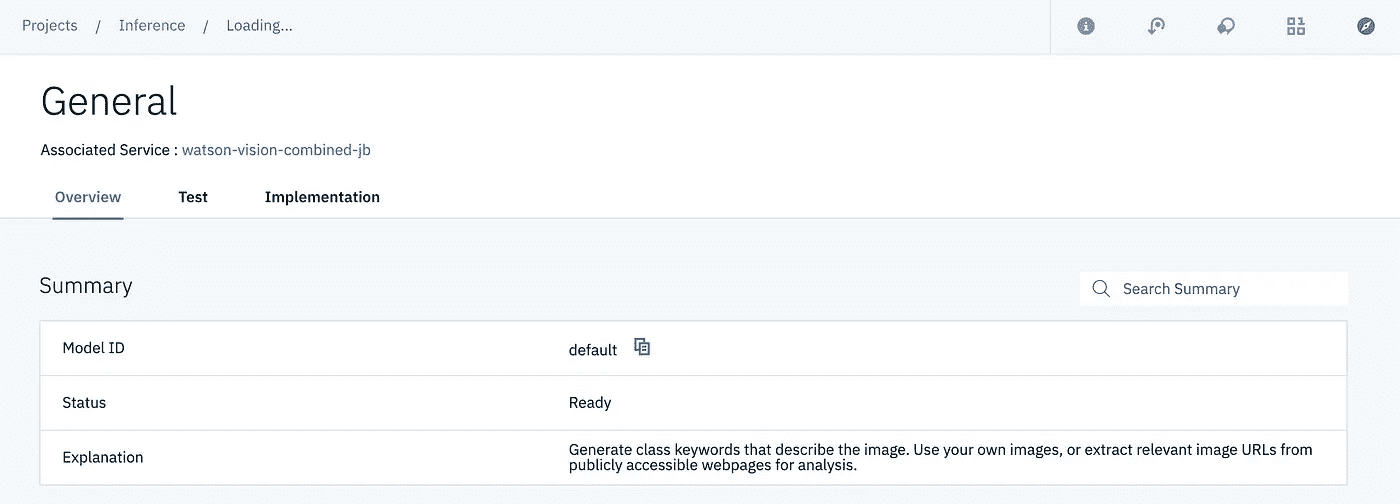 Projects / Inference / Loading...
General
Associated Service : watson-vision-combined-jb
Overview Test Implementation
Summary
Search Summary
Model ID default
Status Ready
Explanation Generate class keywords that describe the image. Use your own images, or extract relevant image URLs from
publicly accessible webpages for analysis.